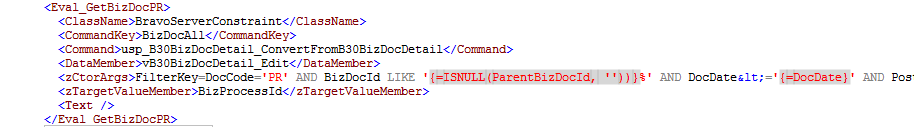 <Eval_GetBizDocPR>
<ClassName>BravoServerConstraint</ClassName>
<CommandKey>BizDocAll</CommandKey>
<Command>usp_B30BizDocDetail_ConvertFromB30BizDocDetail</Command>
<DataMember>vB30BizDocDetail_Edit</DataMember>
<zCtorArgs>FilterKey=DocCode='PR' AND BizDocId LIKE '{=ISNULL(ParentBizDocId, ''))}%' AND DocDate&lt;='{=DocDate}' AND Pos
<zTargetValueMember>BizProcessId</zTargetValueMember>
<Text />
</Eval_GetBizDocPR>